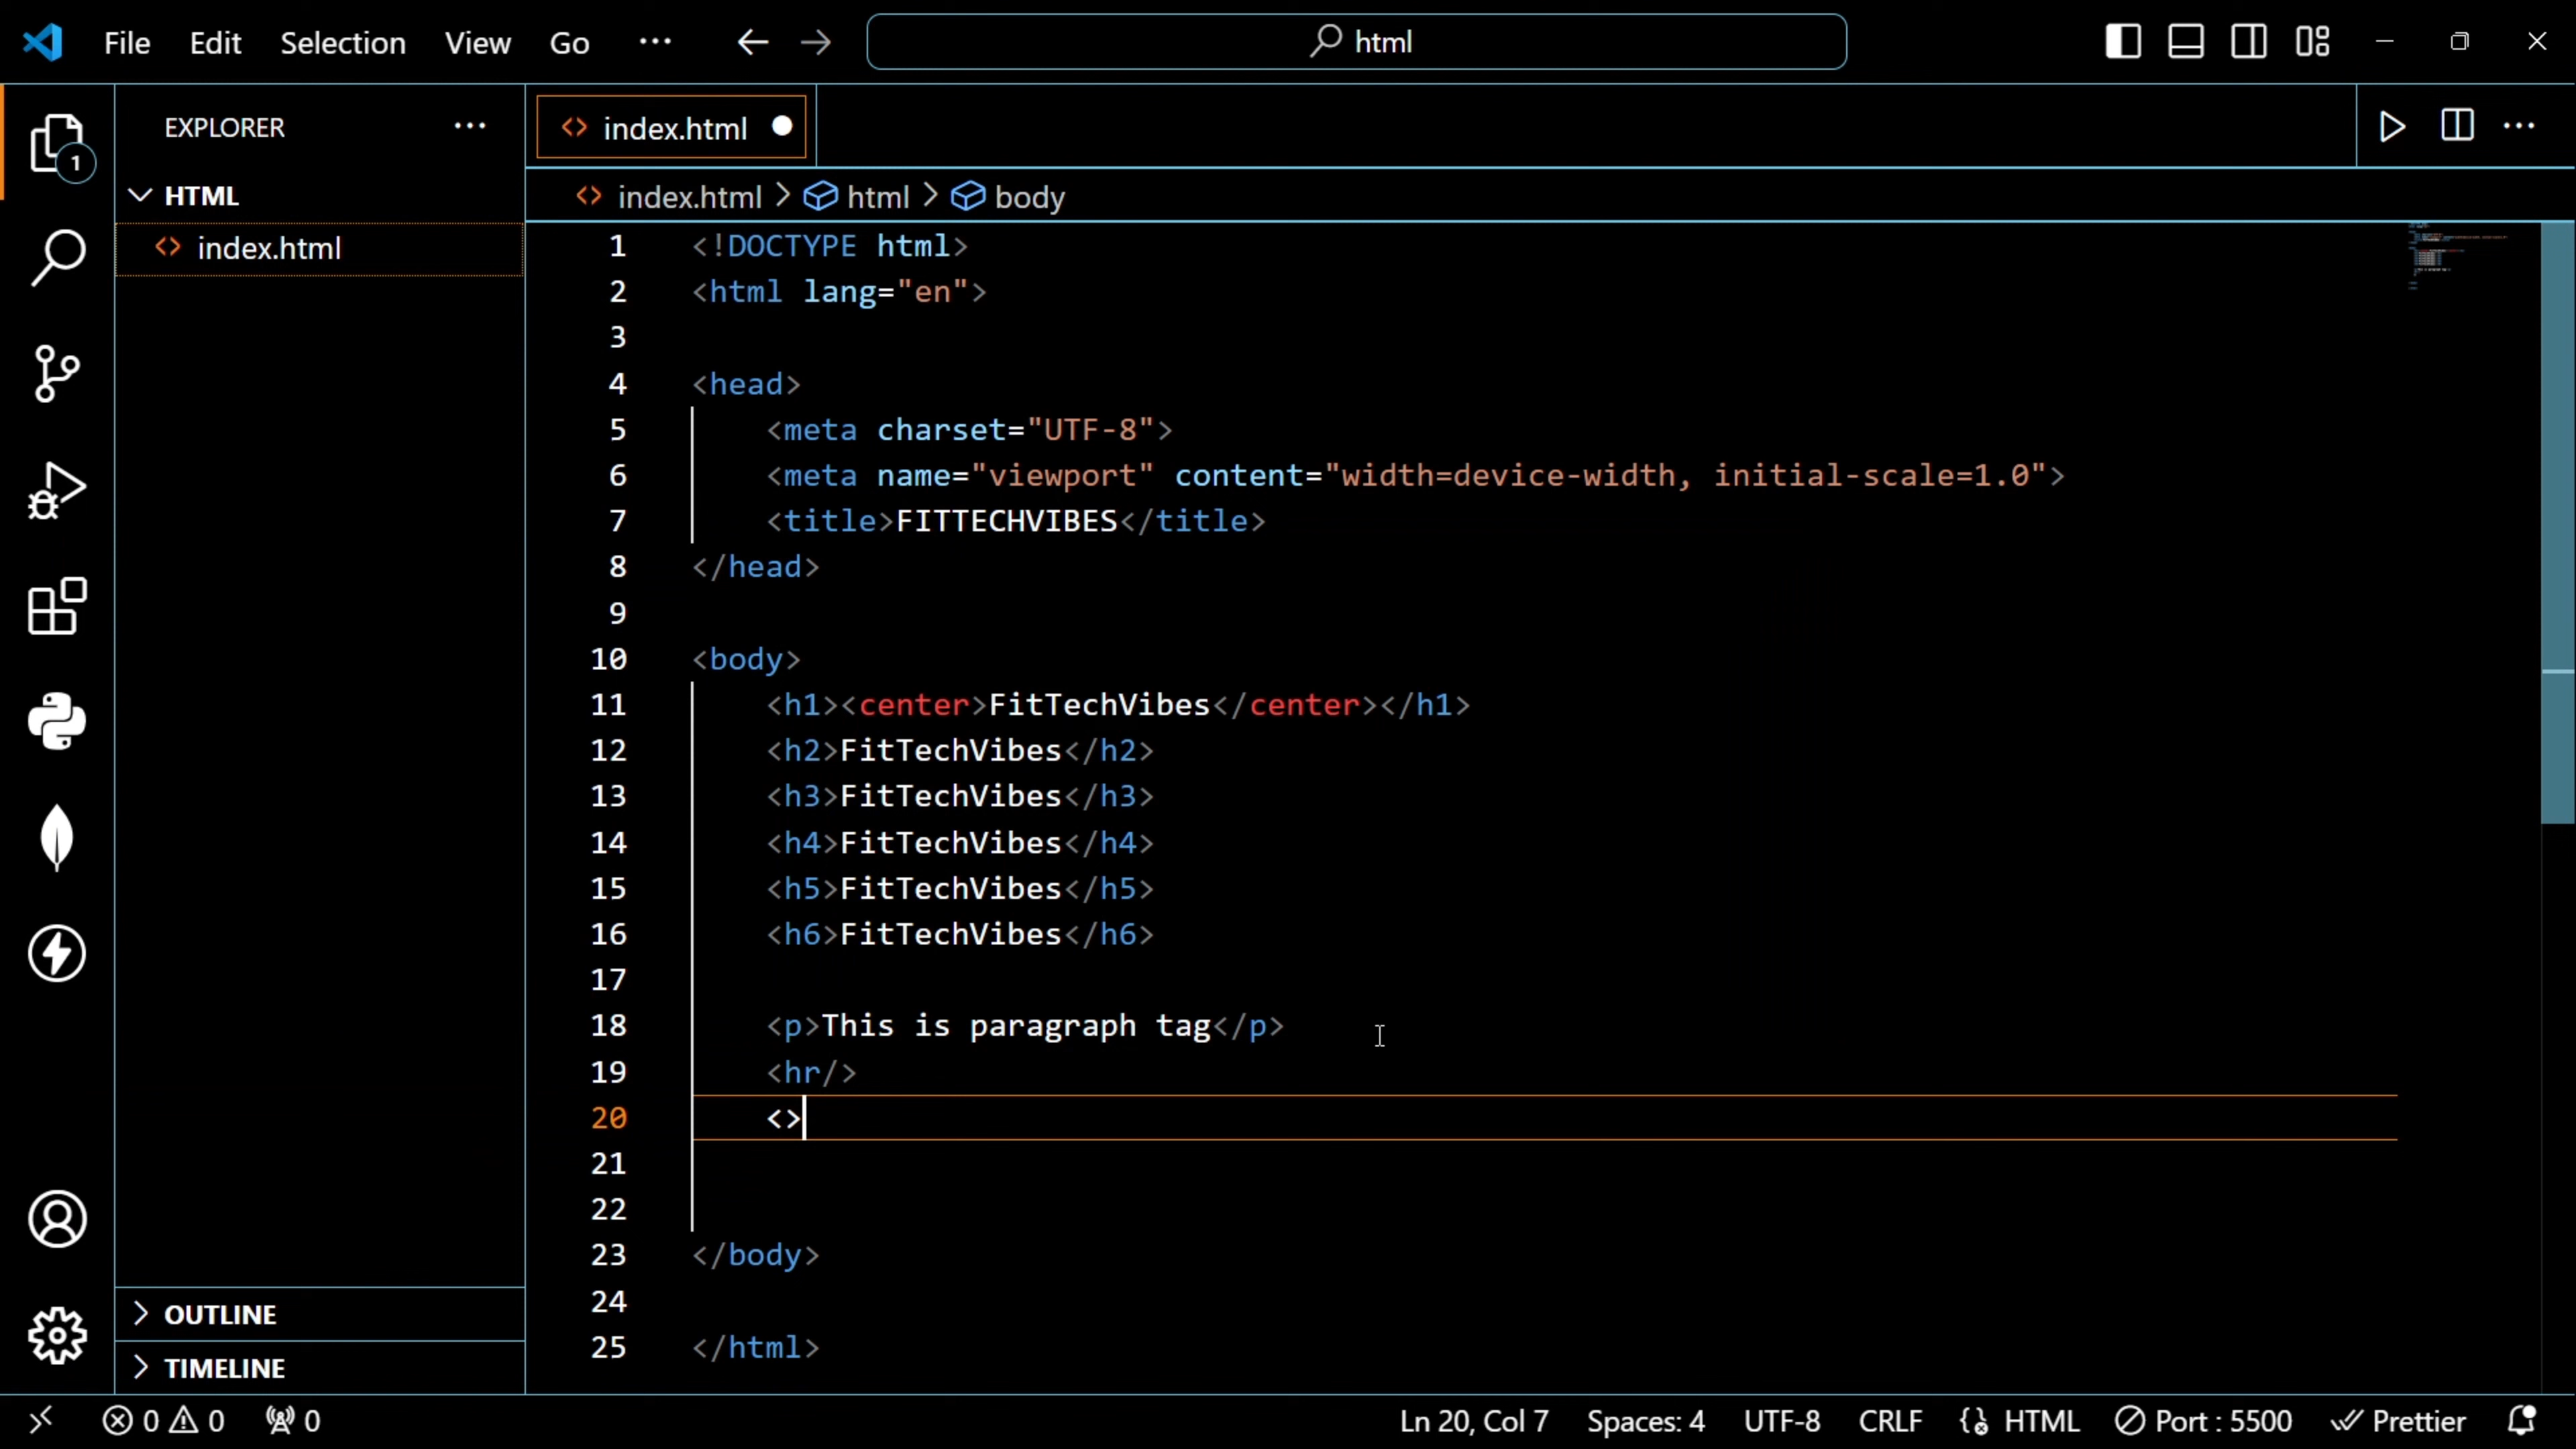 File Edit Selection View Go ··· html
EXPLORER ···
1
HTML
index.html
index.html
index.html > html > body
1 <!DOCTYPE html>
2 <html lang="en">
3
4 <head>
5     <meta charset="UTF-8">
6     <meta name="viewport" content="width=device-width, initial-scale=1.0">
7     <title>FITTECHVIBES</title>
8 </head>
9
10 <body>
11     <h1><center>FitTechVibes</center></h1>
12     <h2>FitTechVibes</h2>
13     <h3>FitTechVibes</h3>
14     <h4>FitTechVibes</h4>
15     <h5>FitTechVibes</h5>
16     <h6>FitTechVibes</h6>
17
18     <p>This is paragraph tag</p>
19     <hr/>
20     <>
21
22
23 </body>
24
25 </html>
OUTLINE
TIMELINE
0 0 0 Ln 20, Col 7 Spaces: 4 UTF-8 CRLF HTML Port : 5500 Prettier